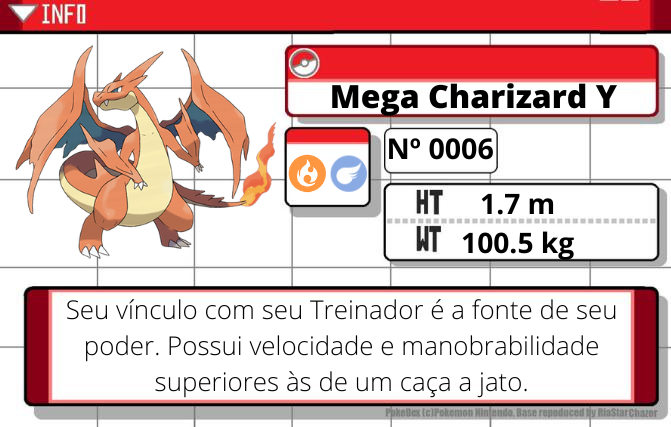 INFO
Mega Charizard Y
Nº 0006
HT 1.7 m
WT 100.5 kg
Seu vínculo com seu Treinador é a fonte de seu
poder. Possui velocidade e manobrabilidade
superiores às de um caça a jato.
PokeDex (c)Pokemon Nintendo. Base repoduced by RiaStarChazer